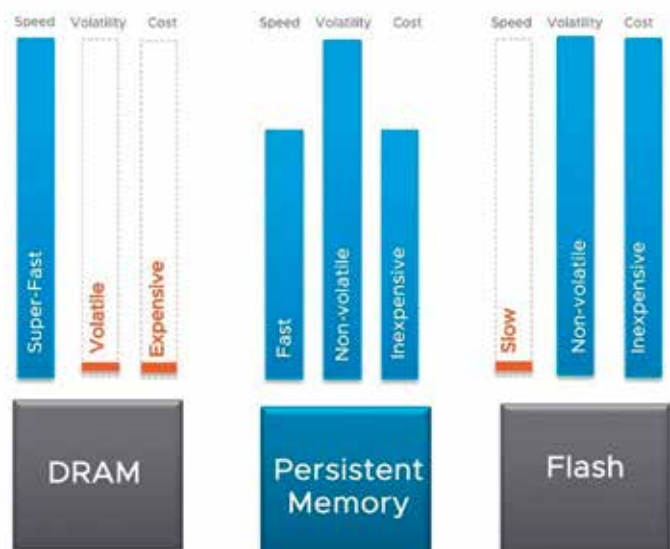 Speed Volatility Cost
Super-Fast
Volatile
Expensive
DRAM
Speed Volatility Cost
Fast
Non-volatile
Inexpensive
Persistent
Memory
Speed Volatility Cost
Slow
Non-volatile
Inexpensive
Flash